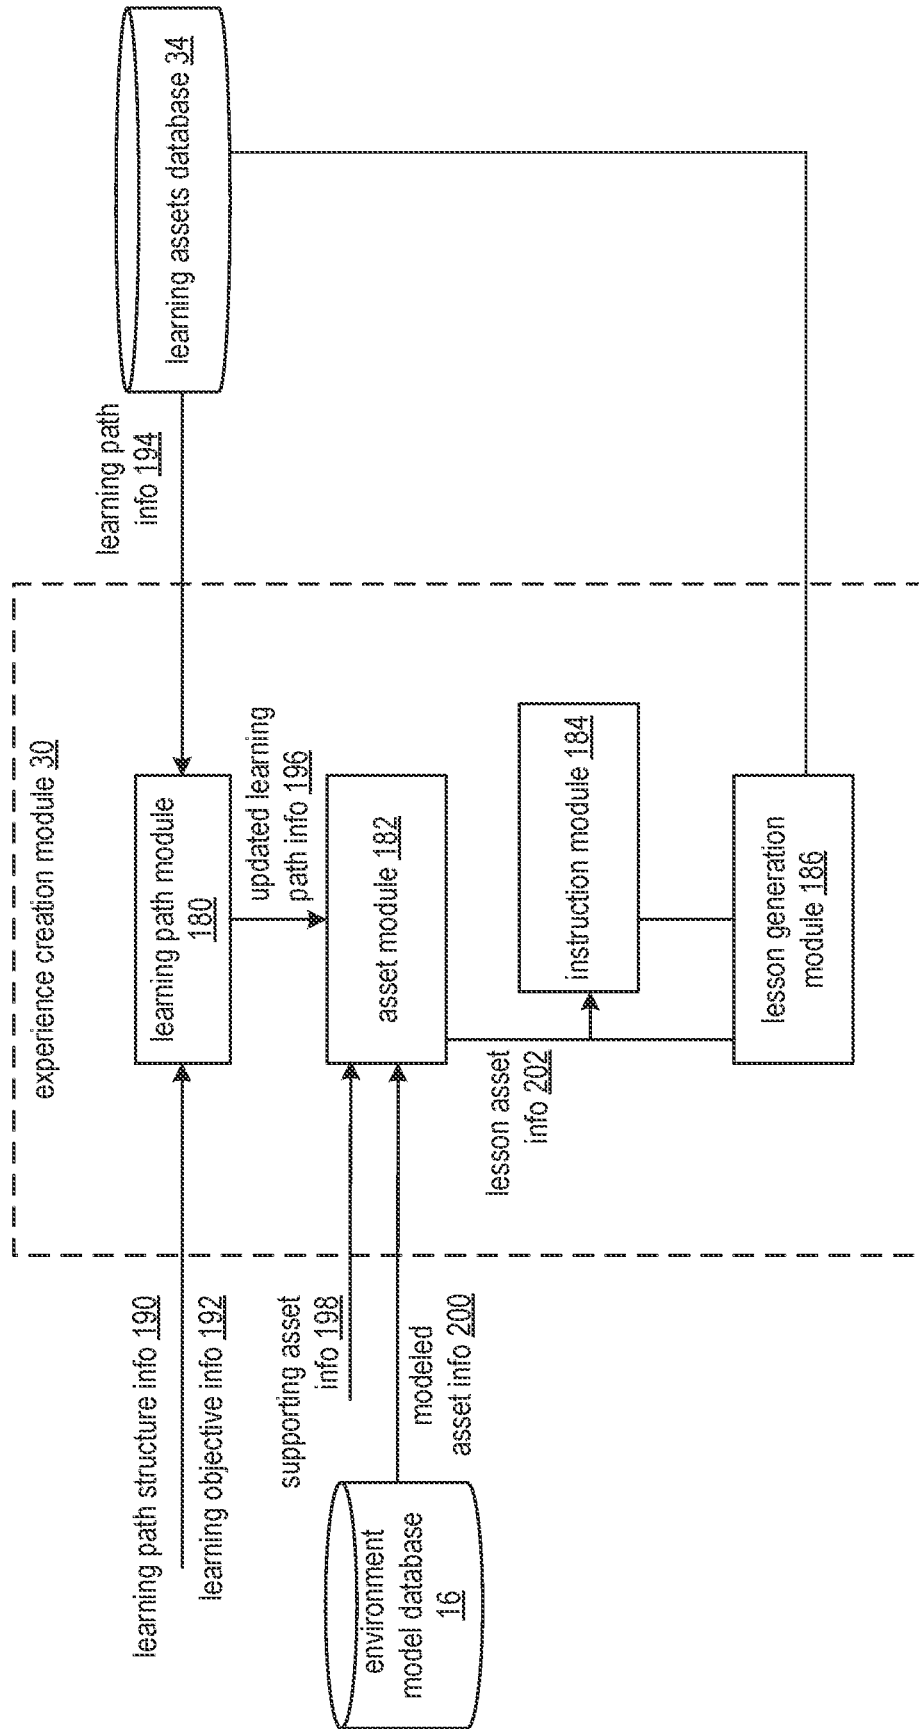 experience creation module 30
learning path structure info 190
learning objective info 192
learning path module
180
learning path
info 194
learning assets database 34
updated learning
path info 196
supporting asset
info 198
asset module 182
environment
model database
16
modeled
asset info 200
lesson asset
info 202
instruction module 184
lesson generation
module 186